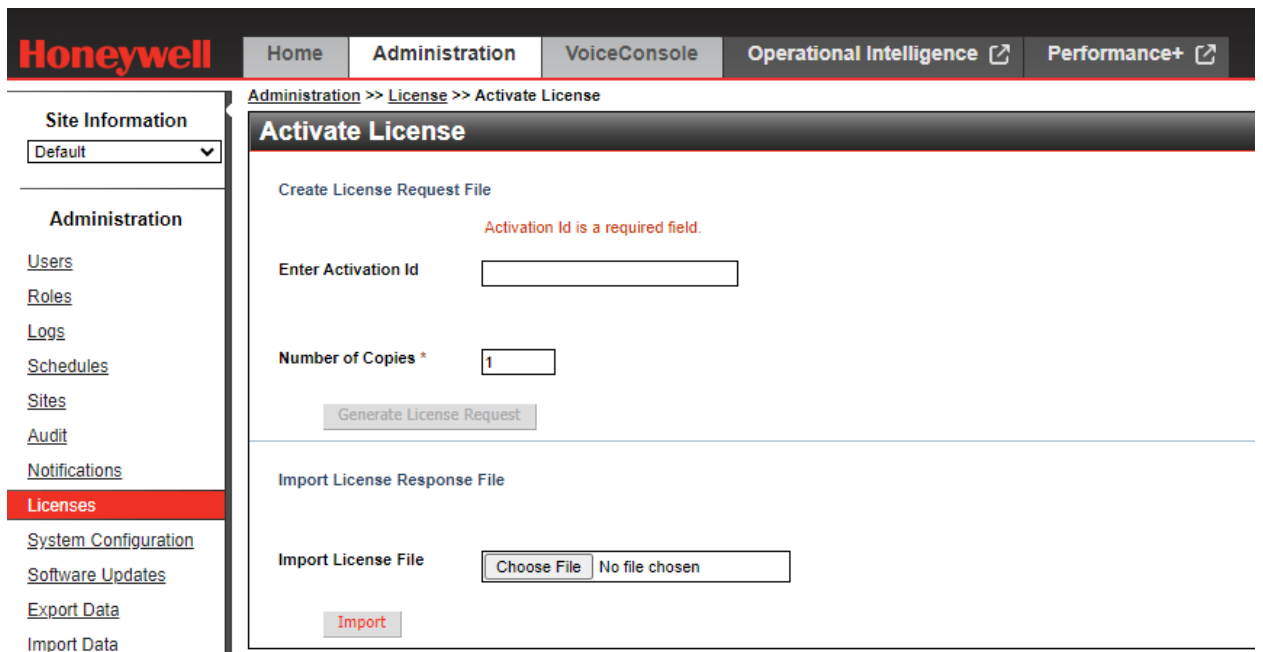 Honeywell
Home
Administration
VoiceConsole
Operational Intelligence
Performance+
Site Information
Default
Administration
Users
Roles
Logs
Schedules
Sites
Audit
Notifications
Licenses
System Configuration
Software Updates
Export Data
Import Data
Administration >> License >> Activate License
Activate License
Create License Request File
Activation Id is a required field.
Enter Activation Id
Number of Copies *
1
Generate License Request
Import License Response File
Import License File
Choose File No file chosen
Import